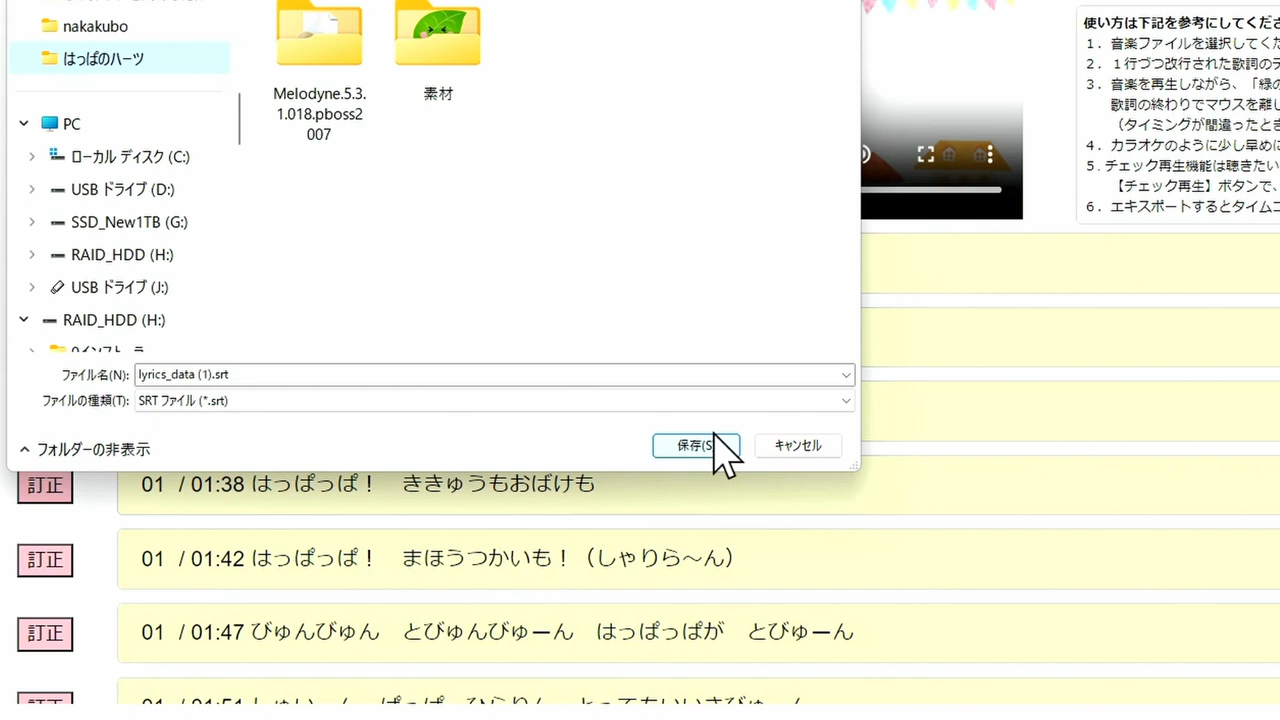 nakakubo
はっぱのハーツ
PC
ローカル ディスク (C:)
USB ドライブ (D:)
SSD_New1TB (G:)
RAID_HDD (H:)
USB ドライブ (J:)
RAID_HDD (H:)
Melodyne.5.3.
1.018.pboss2
007
素材
ファイル名(N):
lyrics_data (1).srt
ファイルの種類(T):
SRT ファイル (*.srt)
フォルダーの非表示
保存(S
キャンセル
使い方は下記を参考にしてくださ
1．音楽ファイルを選択してくだ
2．１行づつ改行された歌詞のテ
3．音楽を再生しながら、「緑の
歌詞の終わりでマウスを離し
（タイミングが間違ったとき
4．カラオケのように少し早めに
5．チェック再生機能は聴きたい
【チェック再生】ボタンで、
6．エキスポートするとタイムコ
訂正 01 / 01:38 はっぱっぱ！　ききゅうもおばけも
訂正 01 / 01:42 はっぱっぱ！　まほうつかいも！（しゃりら～ん）
訂正 01 / 01:47 びゅんびゅん　とびゅんびゅーん　はっぱっぱが　とびゅーん